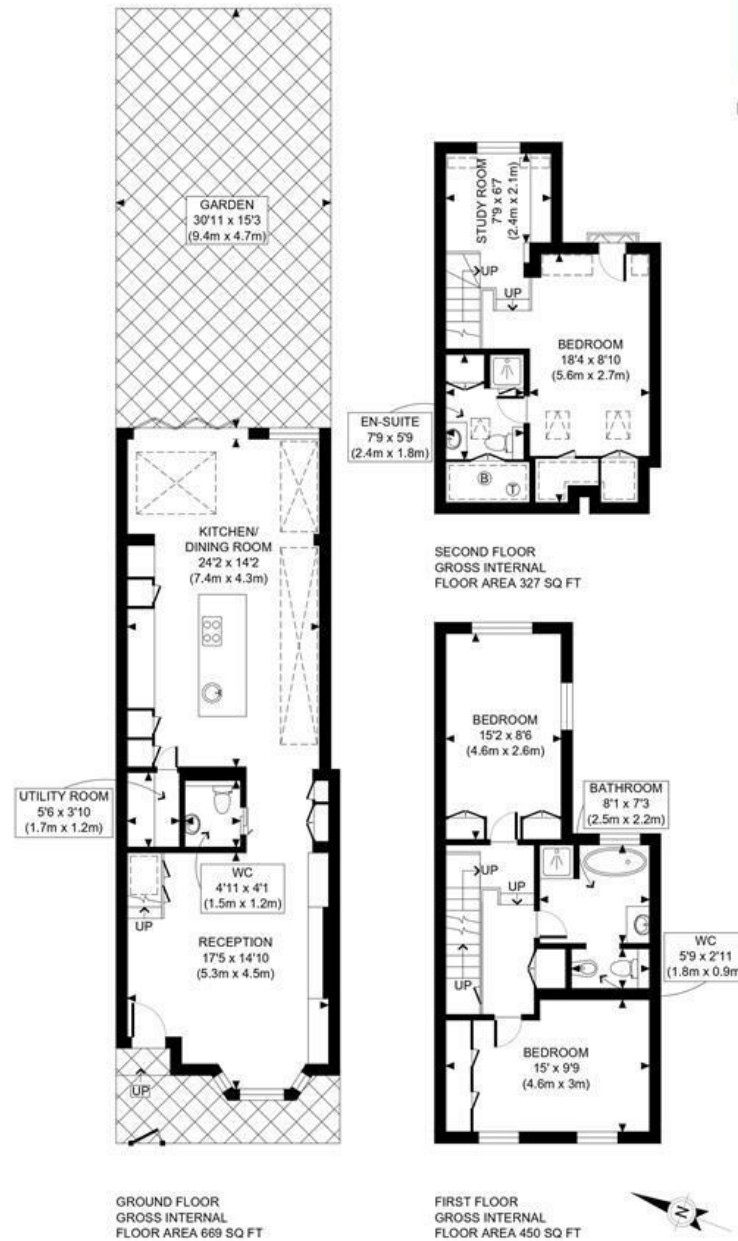 GARDEN
30'11 x 15'3
(9.4m x 4.7m)
KITCHEN/
DINING ROOM
24'2 x 14'2
(7.4m x 4.3m)
UTILITY ROOM
5'6 x 3'10
(1.7m x 1.2m)
WC
4'11 x 4'1
(1.5m x 1.2m)
UP
RECEPTION
17'5 x 14'10
(5.3m x 4.5m)
UP
GROUND FLOOR
GROSS INTERNAL
FLOOR AREA 669 SQ FT
STUDY ROOM
7'9 x 6'7
(2.4m x 2.1m)
UP
UP
BEDROOM
18'4 x 8'10
(5.6m x 2.7m)
EN-SUITE
7'9 x 5'9
(2.4m x 1.8m)
B
T
SECOND FLOOR
GROSS INTERNAL
FLOOR AREA 327 SQ FT
BEDROOM
15'2 x 8'6
(4.6m x 2.6m)
BATHROOM
8'1 x 7'3
(2.5m x 2.2m)
UP
UP
UP
WC
5'9 x 2'11
(1.8m x 0.9m
BEDROOM
15' x 9'9
(4.6m x 3m)
FIRST FLOOR
GROSS INTERNAL
FLOOR AREA 450 SQ FT
N